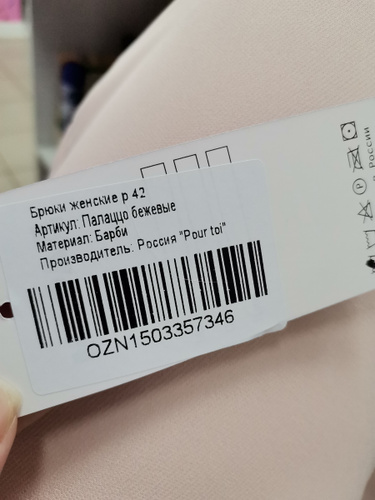 Брюки женские р 42
Артикул: Палаццо бежевые
Материал: Барби
Производитель: Россия "Pour toi"
OZN1503357346
России